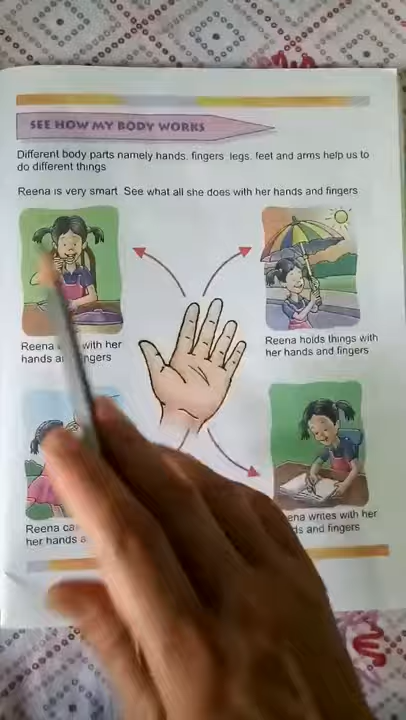 SEE HOW MY BODY WORKS
Different body parts namely hands, fingers, legs, feet and arms help us to
do different things
Reena is very smart. See what all she does with her hands and fingers
Reena with her
hands fingers
Reena holds things with
her hands and fingers
Reena
her hands
writes with her
and fingers